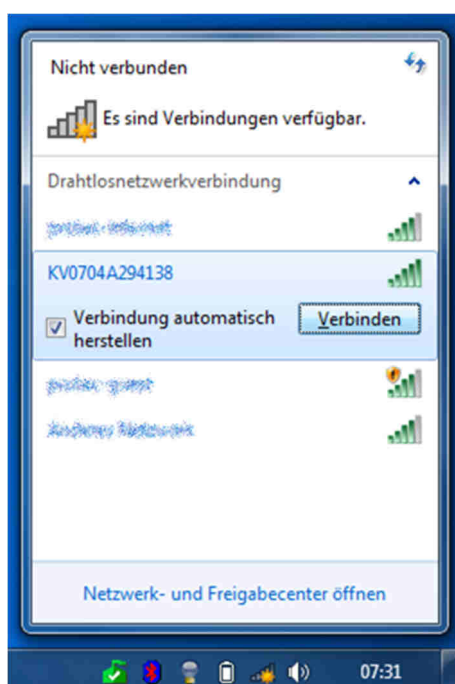 Nicht verbunden
Es sind Verbindungen verfügbar.
Drahtlosnetzwerkverbindung
KV0704A294138
Verbindung automatisch
herstellen
Verbinden
Netzwerk- und Freigabecenter öffnen
07:31